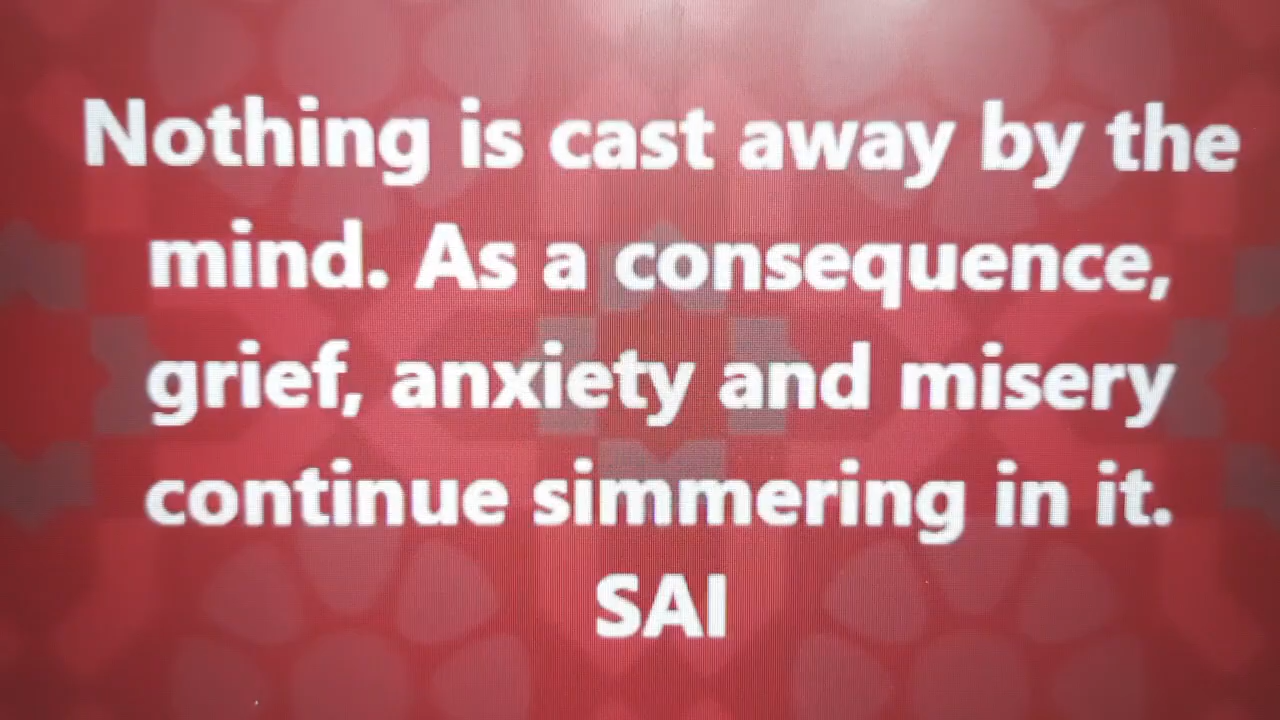 Nothing is cast away by the
mind. As a consequence,
grief, anxiety and misery
continue simmering in it.
SAI